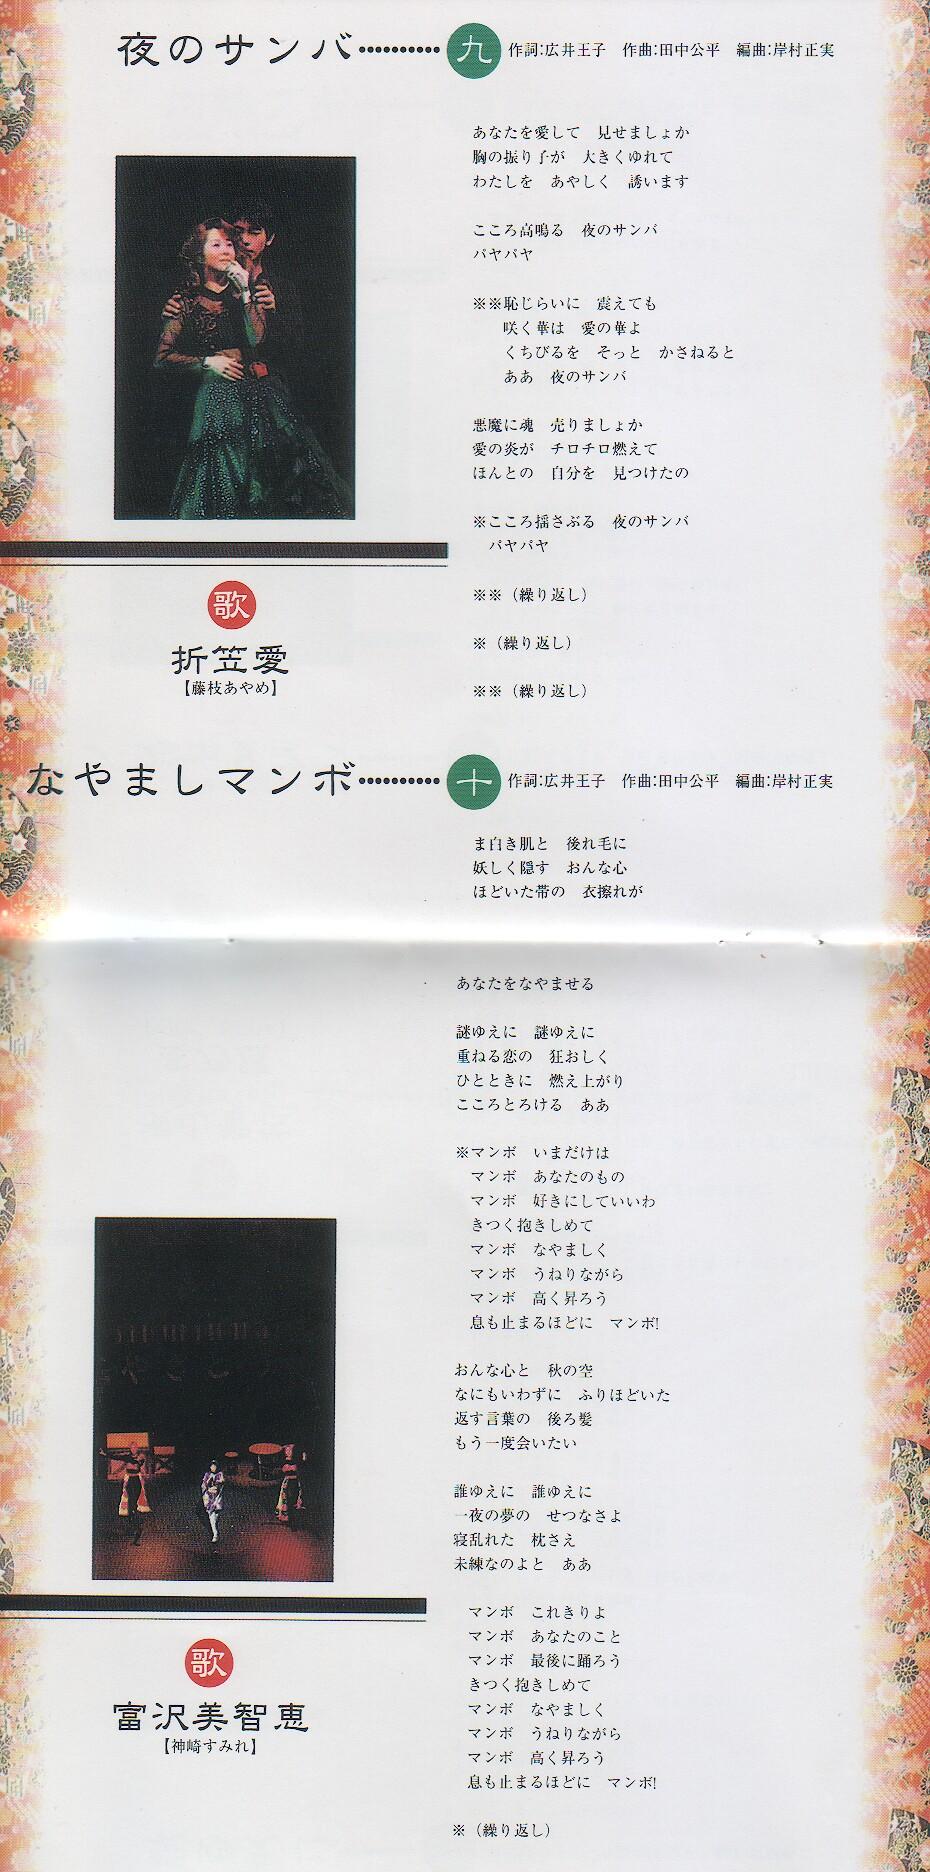 夜のサンバ……… 九 作詞:広井王子 作曲:田中公平 編曲:岸村正実
あなたを愛して 見せましょか
胸の振り子が 大きくゆれて
わたしを あやしく 誘います
こころ高鳴る 夜のサンバ
パヤパヤ
※※恥じらいに 震えても
咲く華は 愛の華よ
くちびるを そっと かさねると
ああ 夜のサンバ
悪魔に魂 売りましょか
愛の炎が チロチロ燃えて
ほんとの 自分を 見つけたの
※こころ揺さぶる 夜のサンバ
パヤパヤ
※※（繰り返し）
※（繰り返し）
※※（繰り返し）
歌
折笠愛
【藤枝あやめ】
なやましマンボ……… 十 作詞:広井王子 作曲:田中公平 編曲:岸村正実
ま白き肌と 後れ毛に
妖しく隠す おんな心
ほどいた帯の 衣擦れが
あなたをなやませる
謎ゆえに 謎ゆえに
重ねる恋の 狂おしく
ひとときに 燃え上がり
こころとろける ああ
※マンボ いまだけは
マンボ あなたのもの
マンボ 好きにしていいわ
きつく抱きしめて
マンボ なやましく
マンボ うねりながら
マンボ 高く昇ろう
息も止まるほどに マンボ!
おんな心と 秋の空
なにもいわずに ふりほどいた
返す言葉の 後ろ髪
もう一度会いたい
誰ゆえに 誰ゆえに
一夜の夢の せつなさよ
寝乱れた 枕さえ
未練なのよと ああ
マンボ これきりよ
マンボ あなたのこと
マンボ 最後に踊ろう
きつく抱きしめて
マンボ なやましく
マンボ うねりながら
マンボ 高く昇ろう
息も止まるほどに マンボ!
※（繰り返し）
歌
富沢美智恵
【神崎すみれ】